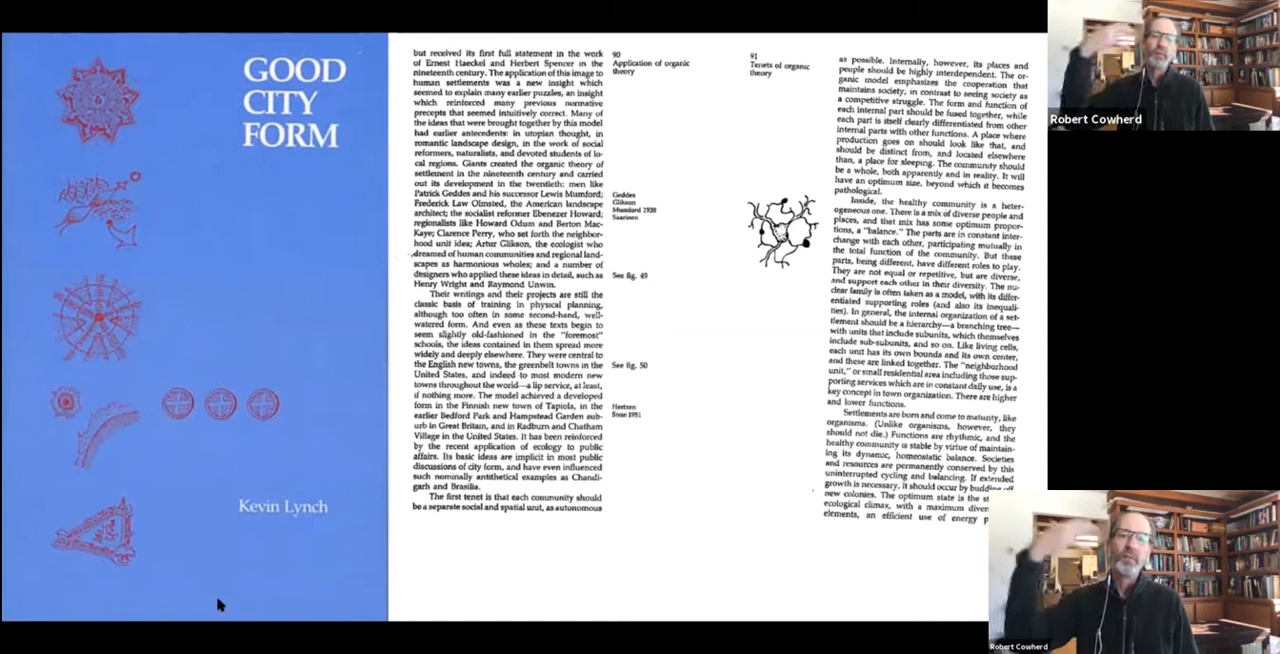 GOOD
CITY
FORM
Kevin Lynch
but received its first full statement in the work
of Ernest Haeckel and Herbert Spencer in the
nineteenth century. The application of this image to
human settlements was a new insight which
seemed to explain many earlier puzzles, an insight
which reinforced many previous normative
precepts that seemed intuitively correct. Many of
the ideas that were brought together by this model
had earlier antecedents: in utopian thought, in
romantic landscape design, in the work of social
reformers, naturalists, and devoted students of lo-
cal regions. Giants created the organic theory of
settlement in the nineteenth century and carried
out its development in the twentieth: men like
Patrick Geddes and his successor Lewis Mumford;
Frederick Law Olmsted, the American landscape
architect; the socialist reformer Ebenezer Howard;
regionalists like Howard Odum and Berton Mac-
Kaye; Clarence Perry, who set forth the neighbor-
hood unit idea; Artur Glikson, the ecologist who
dreamed of human communities and regional land-
scapes as harmonious wholes; and a number of
designers who applied these ideas in detail, such as
Henry Wright and Raymond Unwin.
Their writings and their projects are still the
classic basis of training in physical planning,
although too often in some second-hand, well-
watered form. And even as these texts begin to
seem slightly old-fashioned in the "foremost"
schools, the ideas contained in them spread more
widely and deeply elsewhere. They were central to
the English new towns, the greenbelt towns in the
United States, and indeed to most modern new
towns throughout the world—a lip service, at least,
if nothing more. The model achieved a developed
form in the Finnish new town of Tapiola, in the
earlier Bedford Park and Hampstead Garden sub-
urb in Great Britain, and in Radburn and Chatham
Village in the United States. It has been reinforced
by the recent application of ecology to public
affairs. Its basic ideas are implicit in most public
discussions of city form, and have even influenced
such nominally antithetical examples as Chandi-
garh and Brasilia.
The first tenet is that each community should
be a separate social and spatial unit, as autonomous
90
Application of organic
theory
Geddes
Glikson
Mumford 1938
Saarinen
See fig. 49
See fig. 50
Hertzen
Stein 1951
91
Tenets of organic
theory
as possible. Internally, however, its places and
people should be highly interdependent. The or-
ganic model emphasizes the cooperation that
maintains society, in contrast to seeing society as
a competitive struggle. The form and function of
each internal part should be fused together, while
each part is itself clearly differentiated from other
internal parts with other functions. A place where
production goes on should look like that, and
should be distinct from, and located elsewhere
than, a place for sleeping. The community should
be a whole, both apparently and in reality. It will
have an optimum size, beyond which it becomes
pathological.
Inside, the healthy community is a heter-
ogeneous one. There is a mix of diverse people and
places, and that mix has some optimum propor-
tions, a "balance." The parts are in constant inter-
change with each other, participating mutually in
the total function of the community. But these
parts, being different, have different roles to play.
They are not equal or repetitive, but are diverse,
and support each other in their diversity. The nu-
clear family is often taken as a model, with its differ-
entiated supporting roles (and also its inequali-
ties). In general, the internal organization of a set-
tlement should be a hierarchy—a branching tree—
with units that include subunits, which themselves
include sub-subunits, and so on. Like living cells,
each unit has its own bounds and its own center,
and these are linked together. The "neighborhood
unit," or small residential area including those sup-
porting services which are in constant daily use, is a
key concept in town organization. There are higher
and lower functions.
Settlements are born and come to maturity, like
organisms. (Unlike organisms, however, they
should not die.) Functions are rhythmic, and the
healthy community is stable by virtue of maintain-
ing its dynamic, homeostatic balance. Societies
and resources are permanently conserved by this
uninterrupted cycling and balancing. If extended
growth is necessary, it should occur by budding off
new colonies. The optimum state is the st
ecological climax, with a maximum diver
elements, an efficient use of energy p
Robert Cowherd
Robert Cowherd